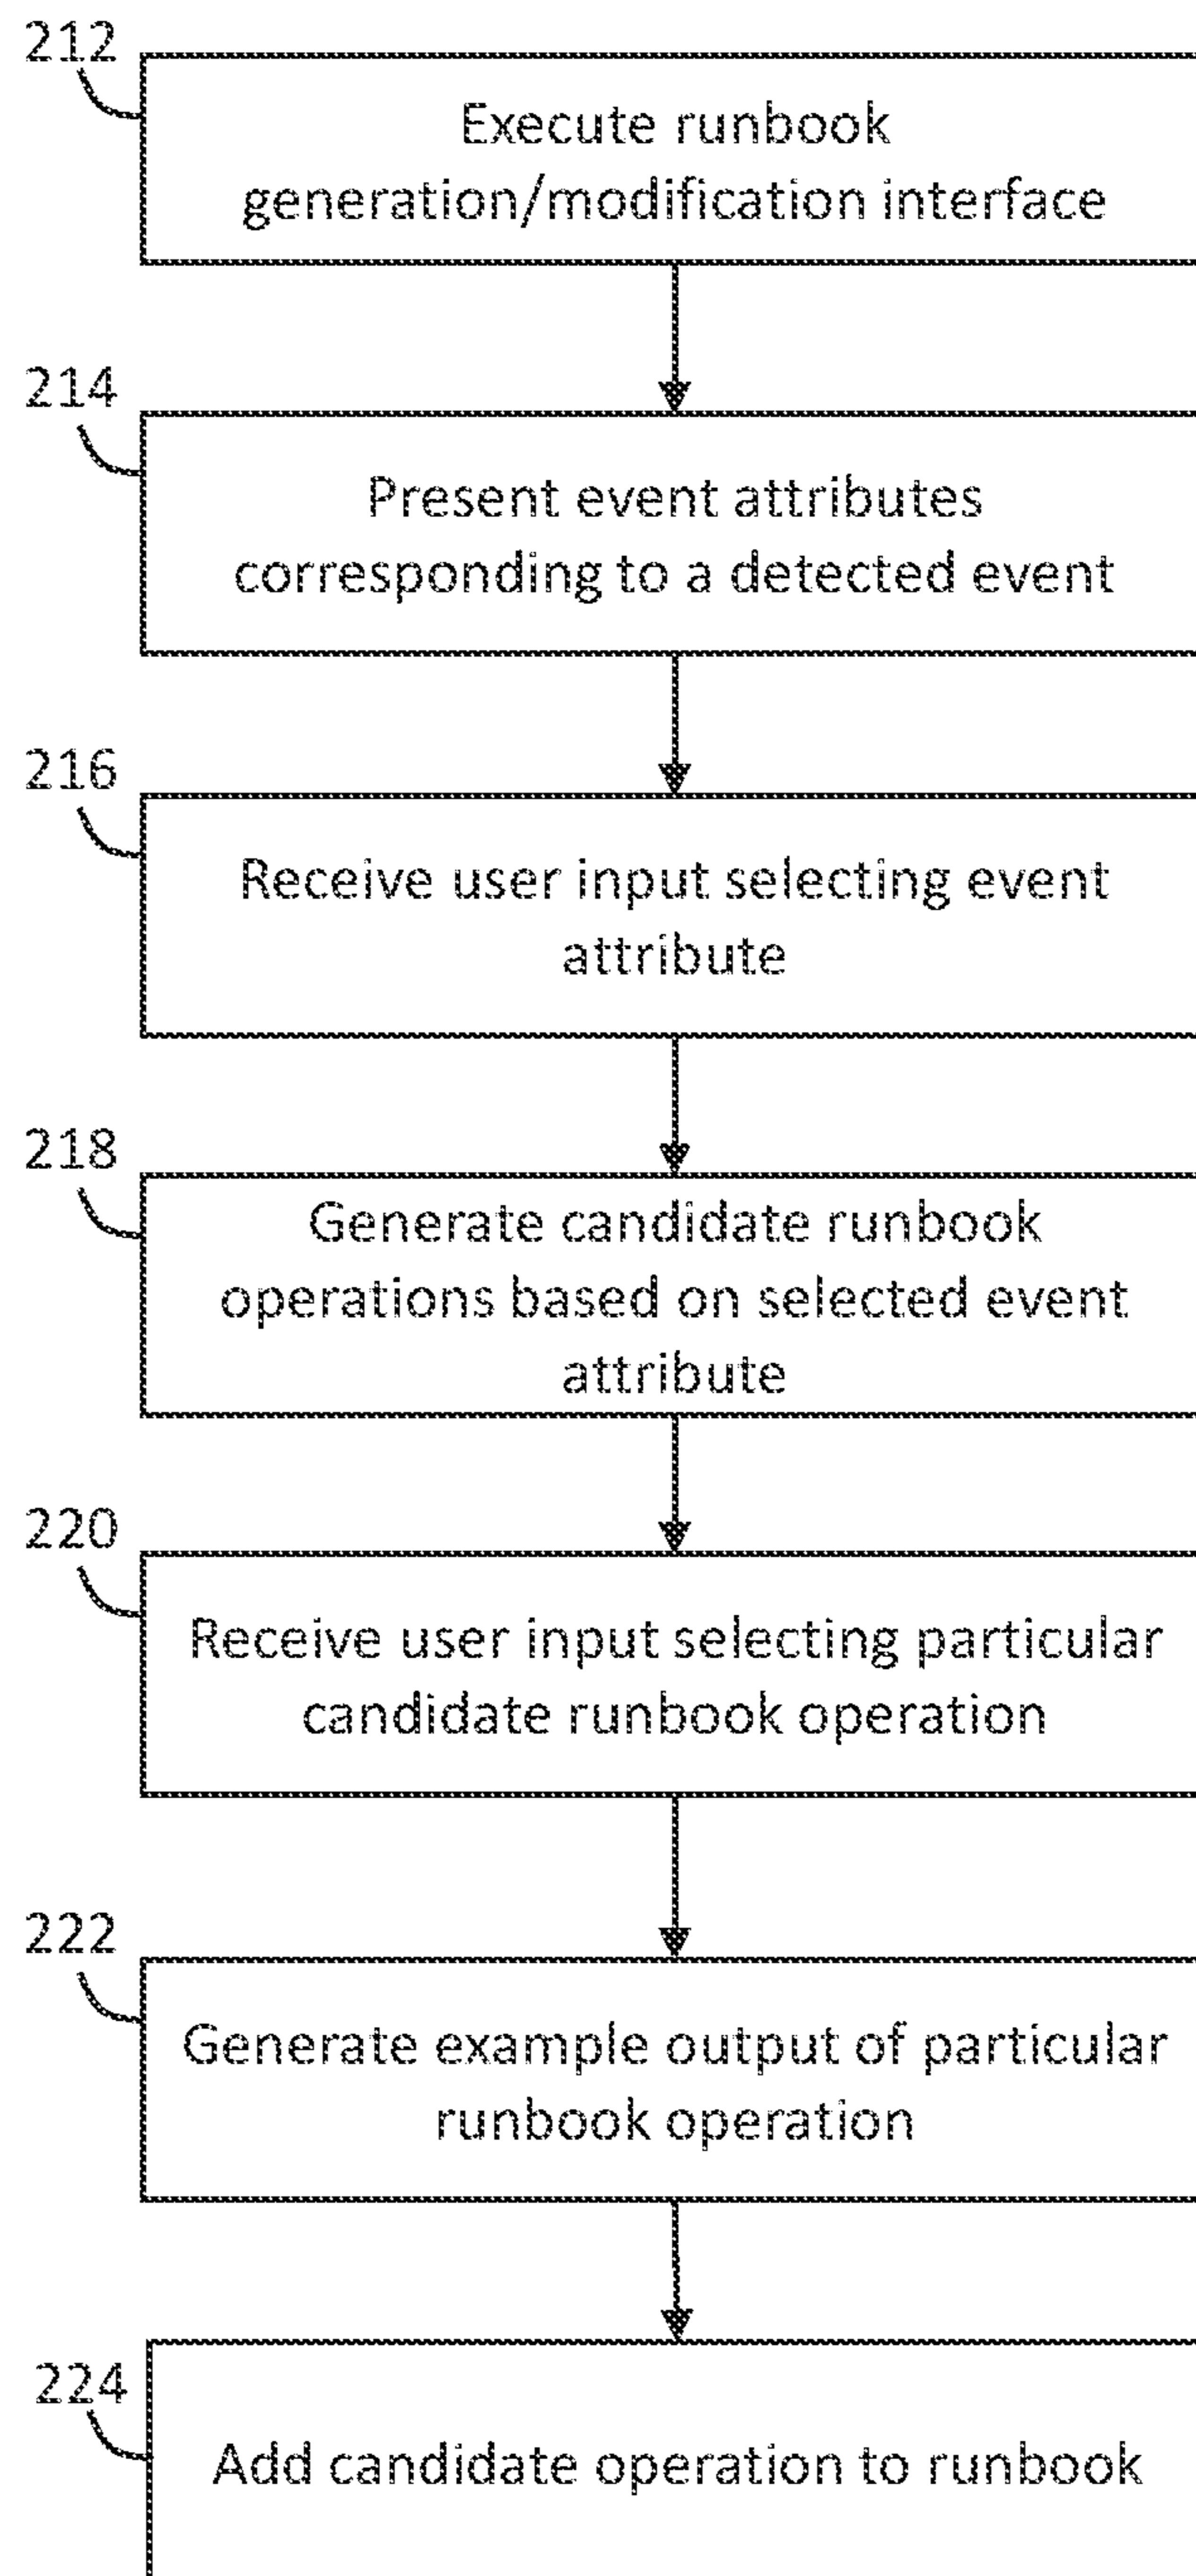 212
Execute runbook
generation/modification interface
214
Present event attributes
corresponding to a detected event
216
Receive user input selecting event
attribute
218
Generate candidate runbook
operations based on selected event
attribute
220
Receive user input selecting particular
candidate runbook operation
222
Generate example output of particular
runbook operation
224
Add candidate operation to runbook